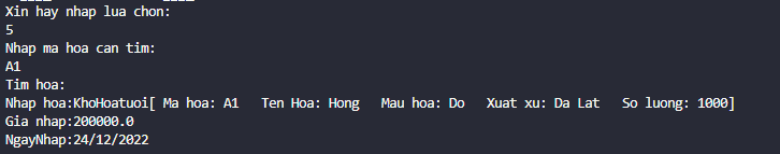 Xin hay nhap lua chon:
5
Nhap ma hoa can tim:
A1
Tim hoa:
Nhap hoa:KhoHoatuoi[ Ma hoa: A1   Ten Hoa: Hong   Mau hoa: Do   Xuat xu: Da Lat   So luong: 1000]
Gia nhap:200000.0
NgayNhap:24/12/2022